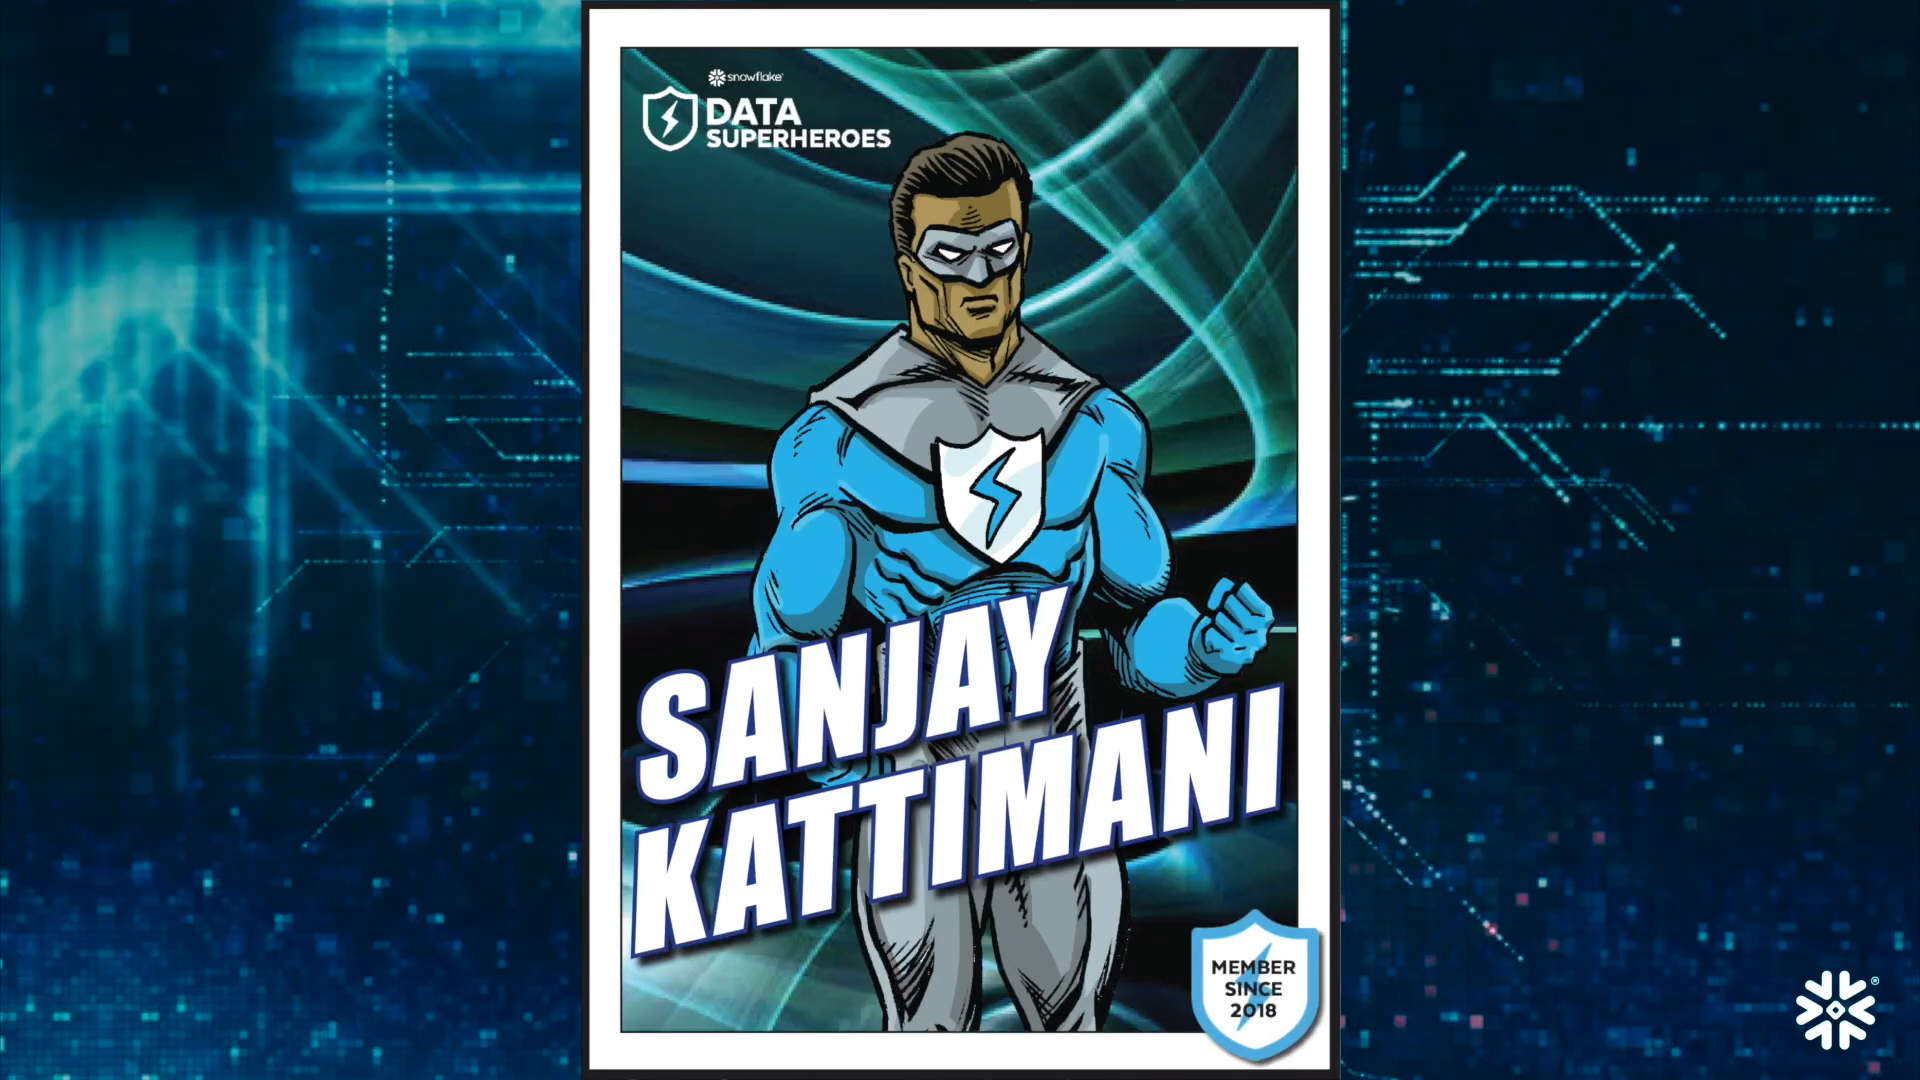 snowflake
DATA
SUPERHEROES
SANJAY
KATTIMANI
MEMBER
SINCE
2018
®